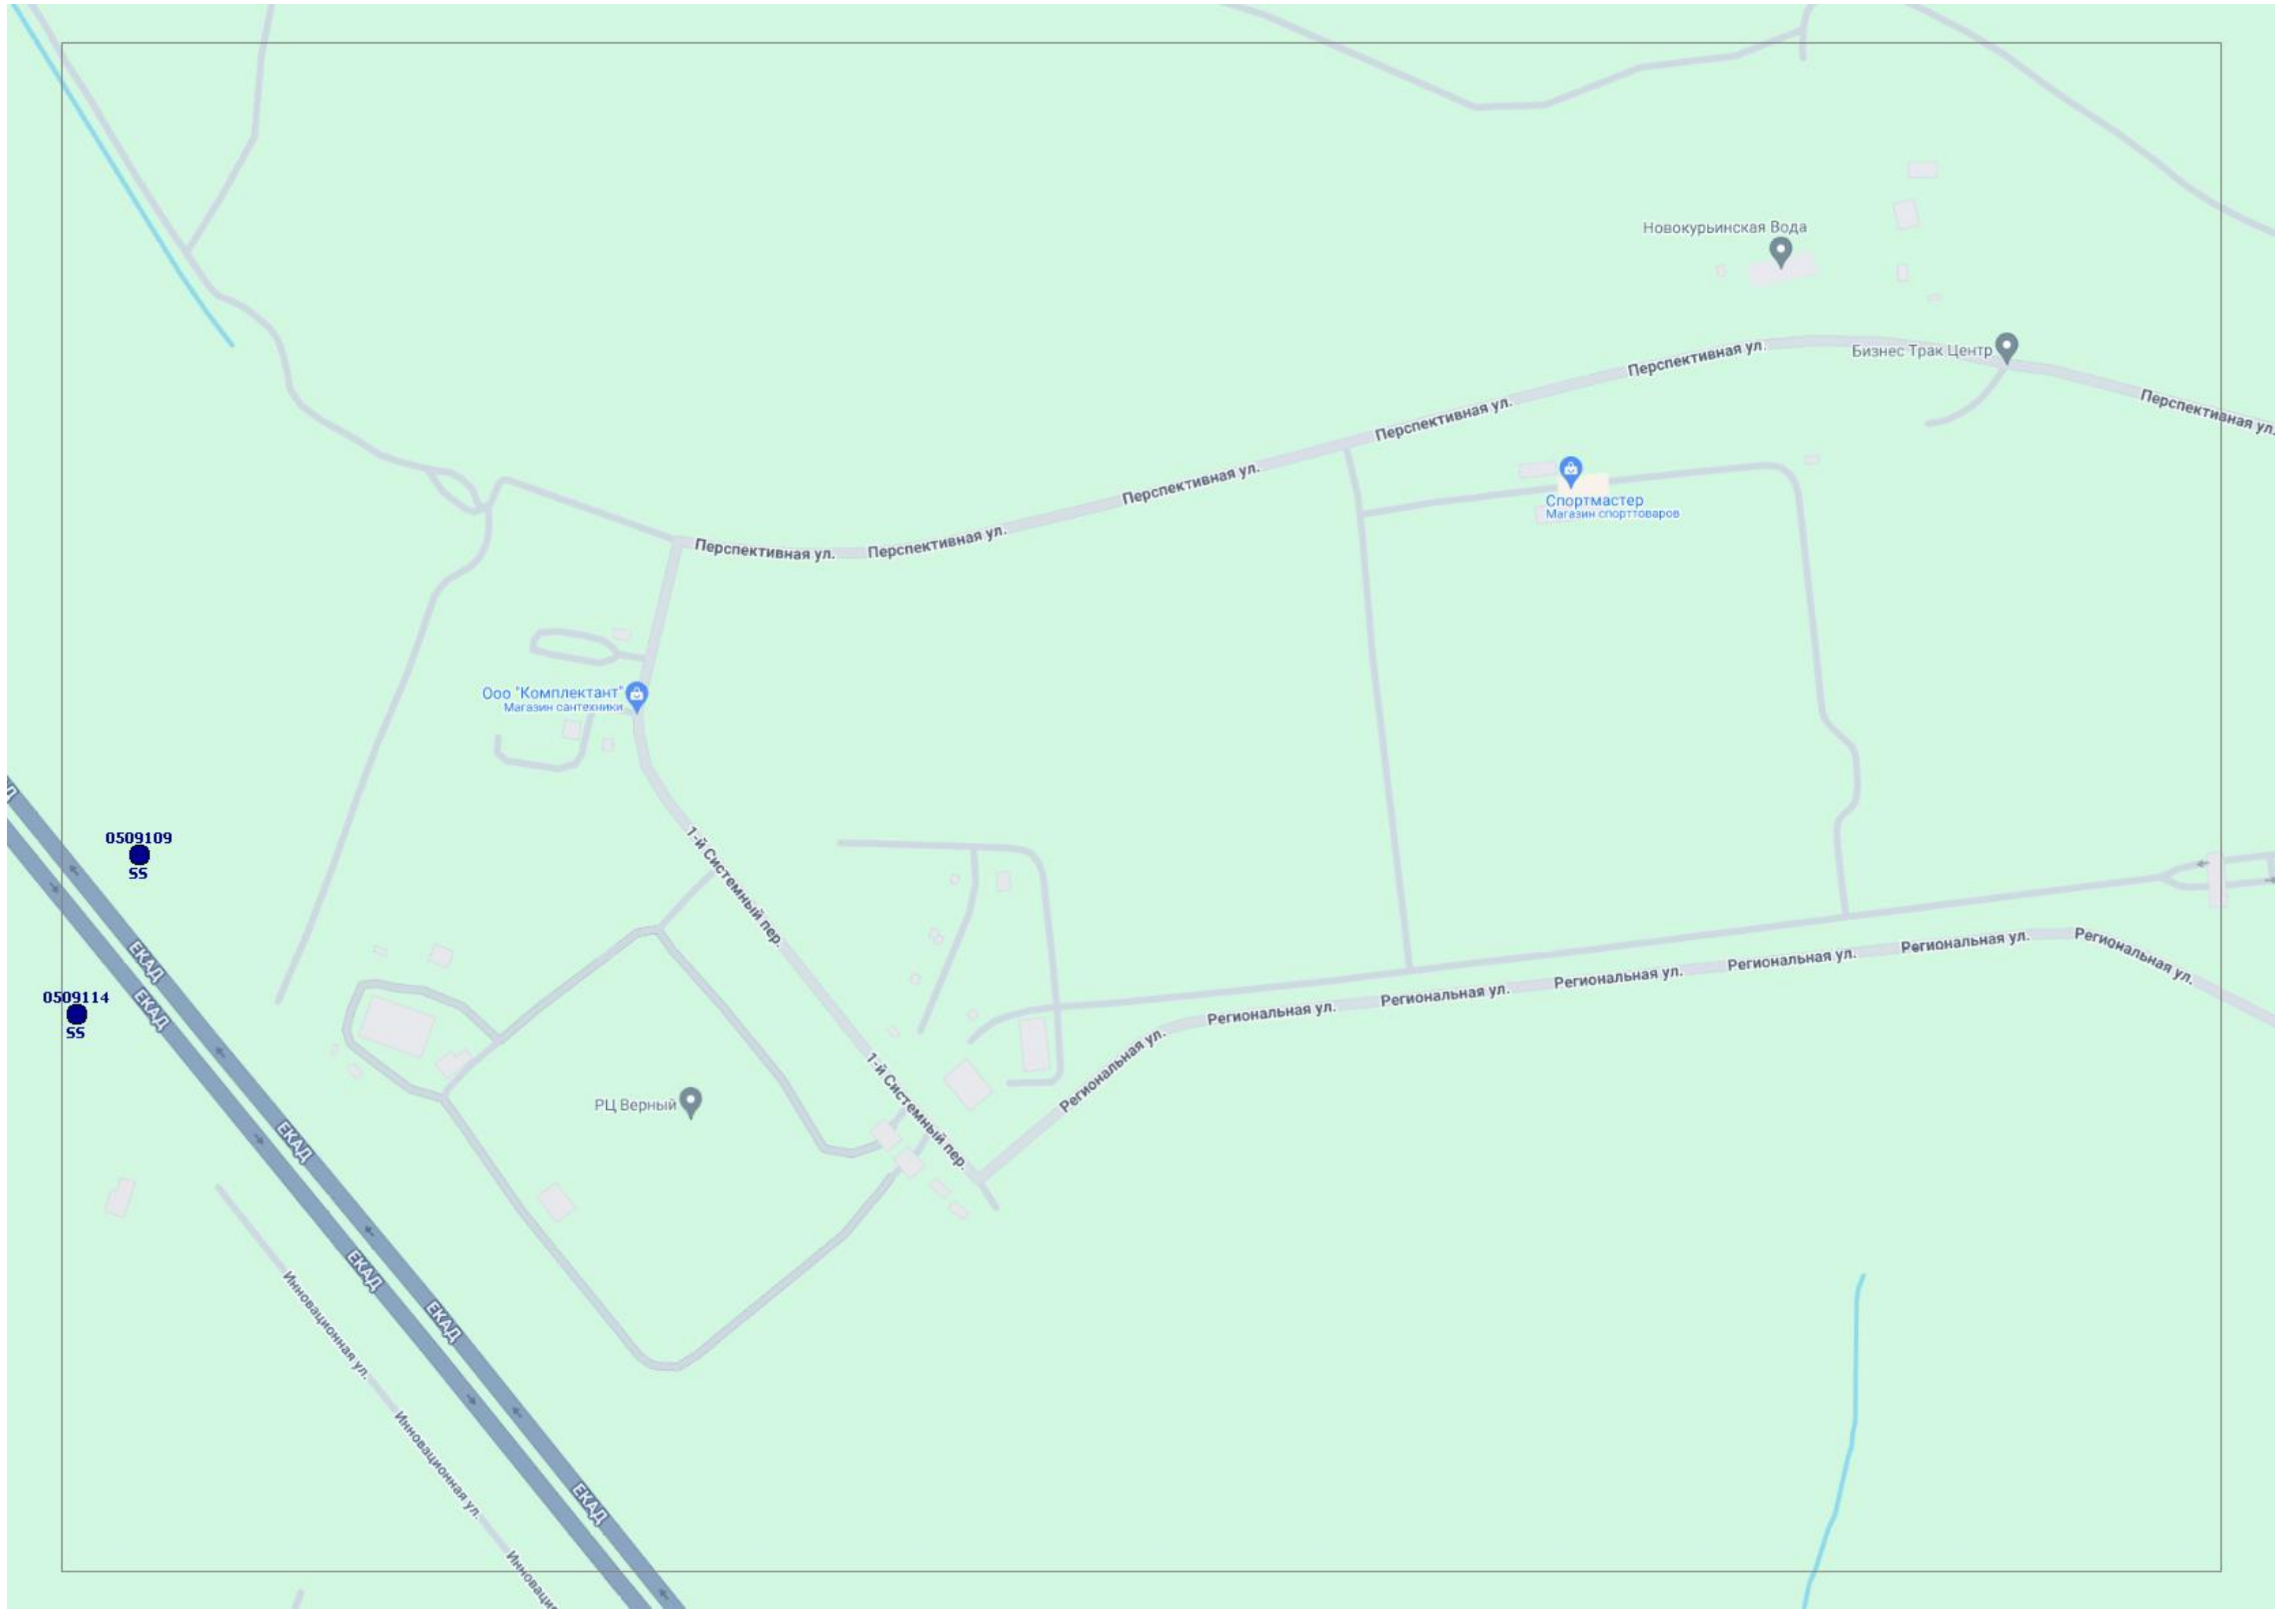 Новокурьинская Вода
Перспективная ул.
Бизнес Трак Центр
Перспективная ул.
Перспективная ул.
Перспективная ул.
Спортмастер
Магазин спорттоваров
Перспективная ул.
Перспективная ул.
Ооо "Комплектант"
Магазин сантехники
0509109
SS
1-й Системный пер.
ЕКАД
0509114
SS
ЕКАД
Региональная ул.
Региональная ул.
Региональная ул.
Региональная ул.
Региональная ул.
Региональная ул.
Региональная ул.
1-й Системный пер.
РЦ Верный
ЕКАД
ЕКАД
ЕКАД
ЕКАД
Инновационная ул.
Инновационная ул.